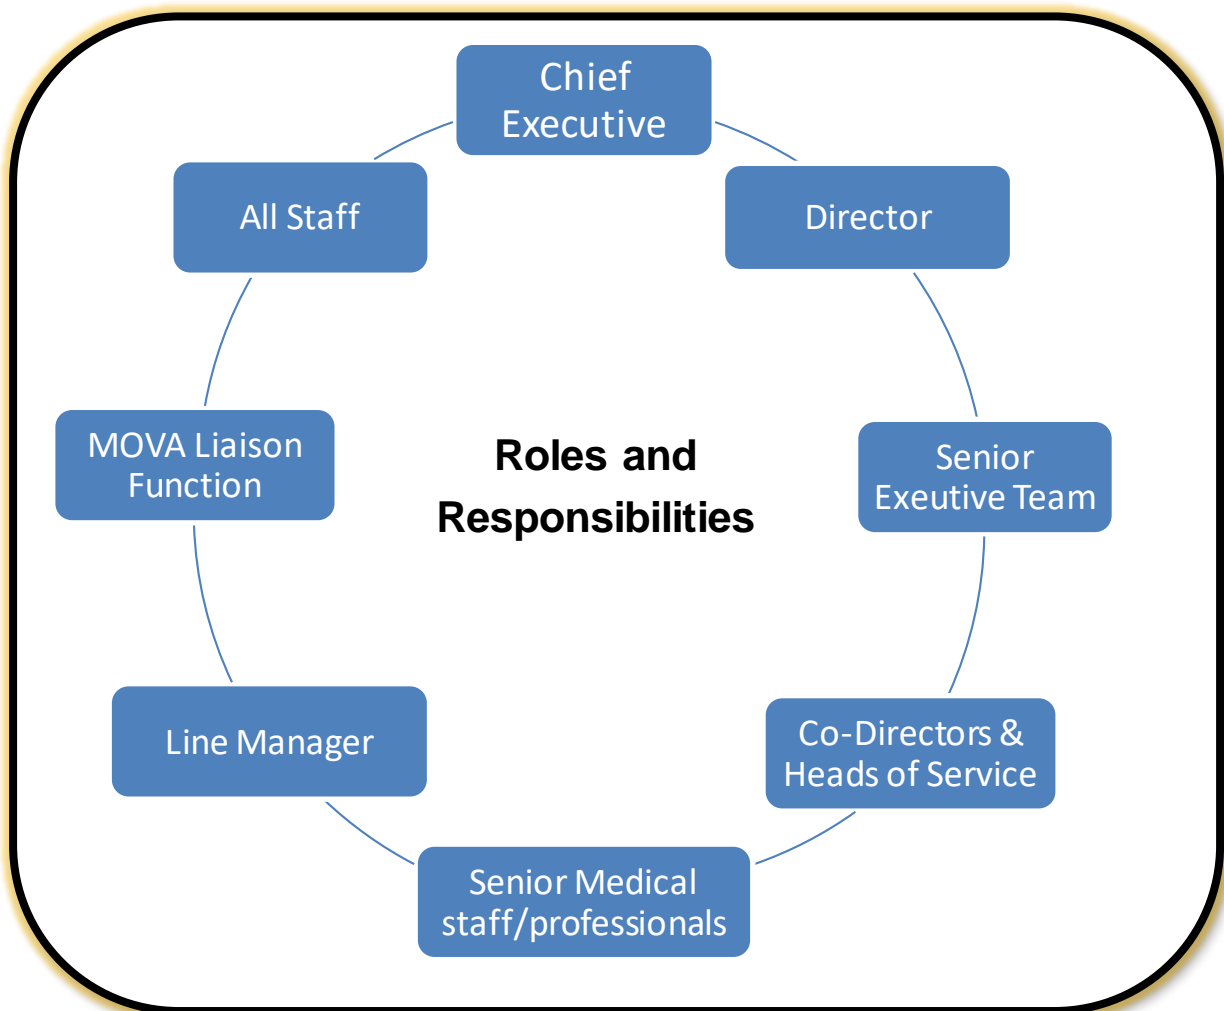 Chief
Executive
Director
Senior
Exeutive Team
Co-Directors &
Heads of Service
Senior Medical
staff/professionals
Line Manager
MOVA Liaison
Function
All Staff
Roles and
Responsibilities